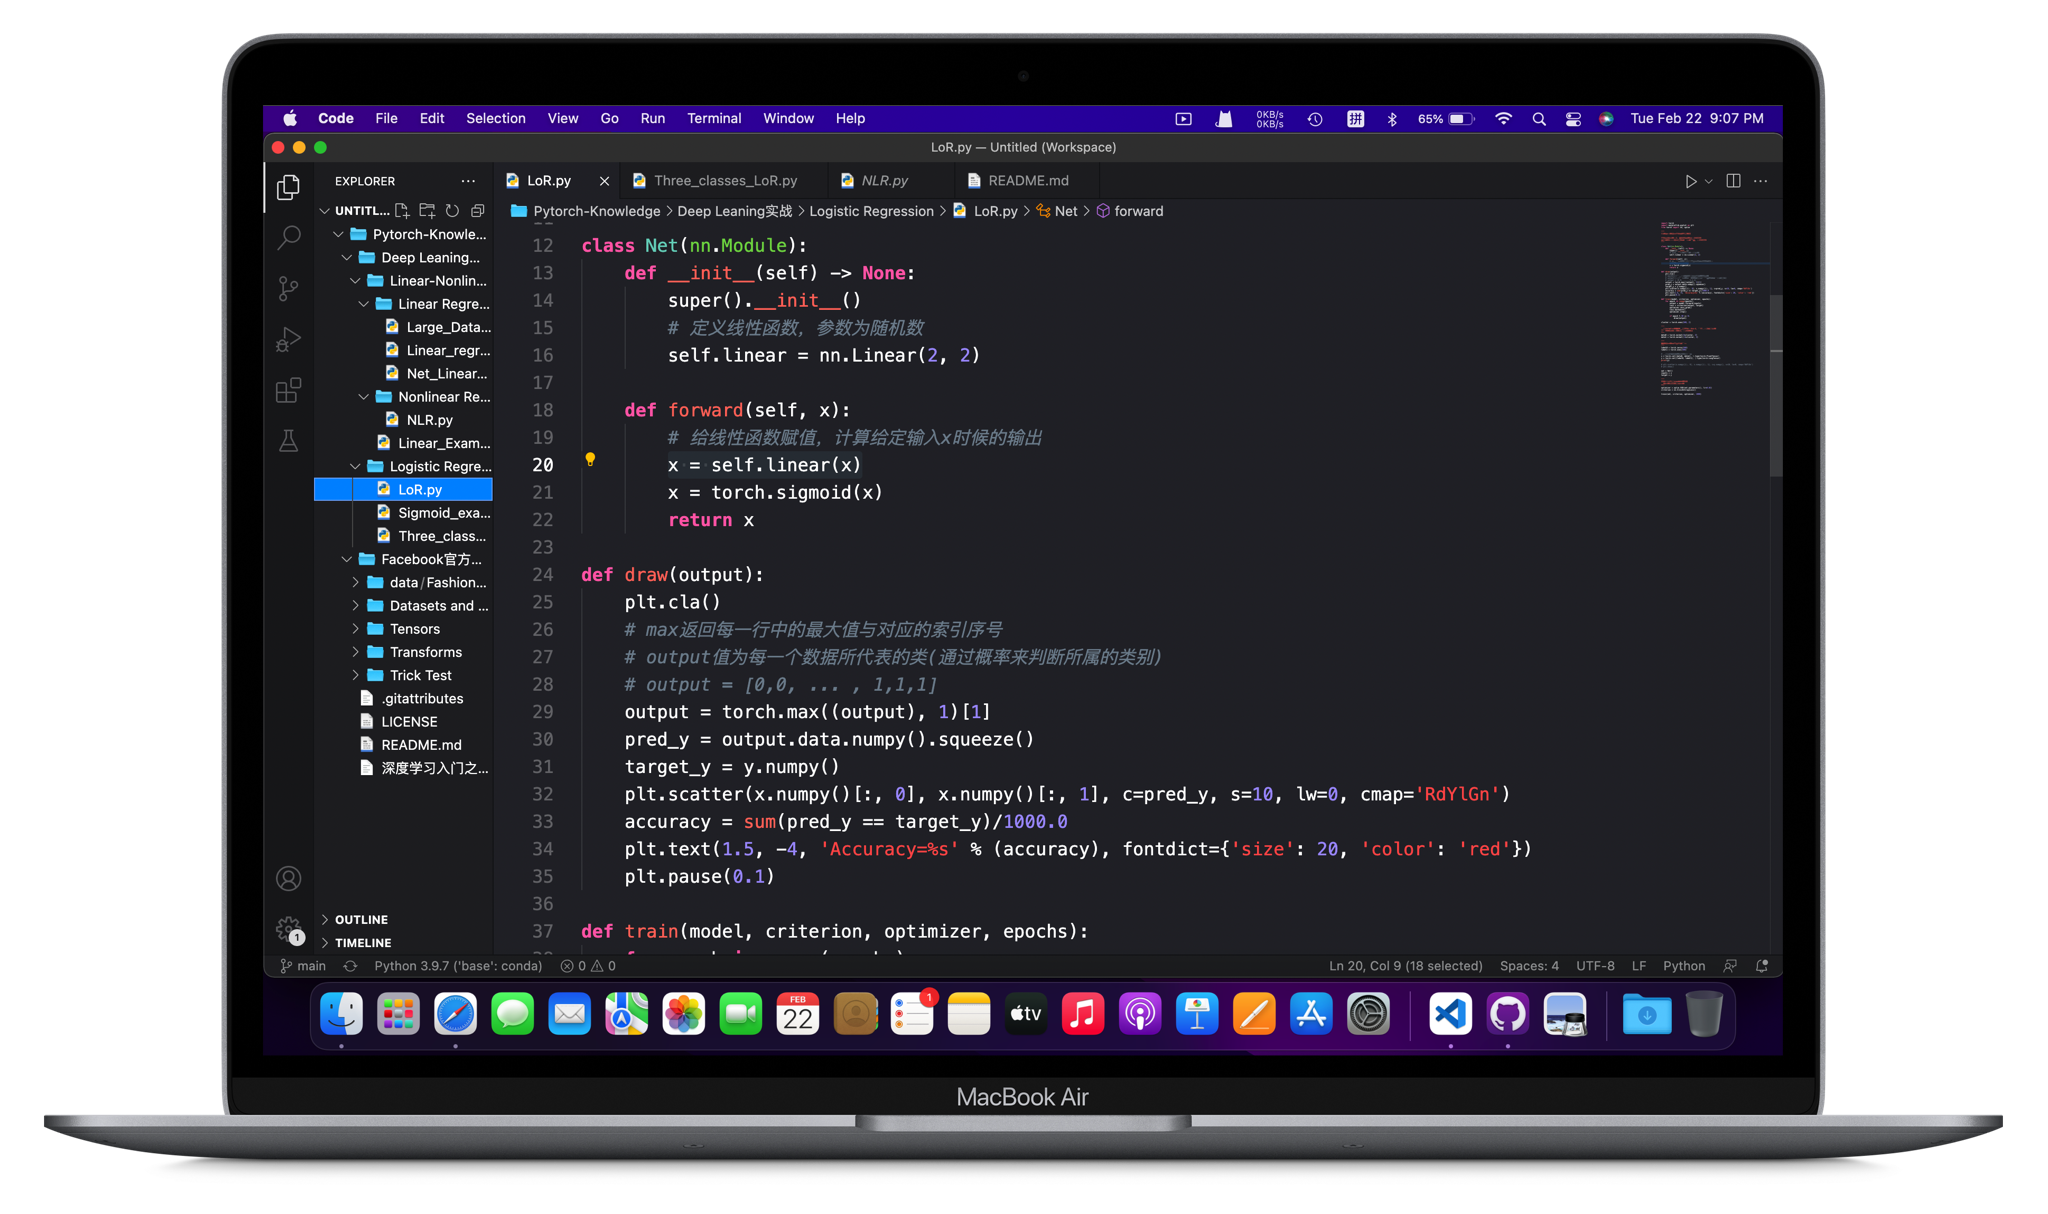 Code File Edit Selection View Go Run Terminal Window Help 0KB/s 0KB/s 拼 65% Tue Feb 22 9:07 PM
LoR.py — Untitled (Workspace)
EXPLORER
UNTITL...
Pytorch-Knowle...
Deep Leaning...
Linear-Nonlin...
Linear Regre...
Large_Data...
Linear_regr...
Net_Linear...
Nonlinear Re...
NLR.py
Linear_Exam...
Logistic Regre...
LoR.py
Sigmoid_exa...
Three_class...
Facebook官方...
data/Fashion...
Datasets and ...
Tensors
Transforms
Trick Test
.gitattributes
LICENSE
README.md
深度学习入门之...
OUTLINE
TIMELINE
1
LoR.py Three_classes_LoR.py NLR.py README.md
Pytorch-Knowledge > Deep Leaning实战 > Logistic Regression > LoR.py > Net > forward
12 class Net(nn.Module):
13 def __init__(self) -> None:
14 super().__init__()
15 # 定义线性函数, 参数为随机数
16 self.linear = nn.Linear(2, 2)
17
18 def forward(self, x):
19 # 给线性函数赋值, 计算给定输入x时候的输出
20 x = self.linear(x)
21 x = torch.sigmoid(x)
22 return x
23
24 def draw(output):
25 plt.cla()
26 # max返回每一行中的最大值与对应的索引序号
27 # output值为每一个数据所代表的类(通过概率来判断所属的类别)
28 # output = [0,0, ... , 1,1,1]
29 output = torch.max((output), 1)[1]
30 pred_y = output.data.numpy().squeeze()
31 target_y = y.numpy()
32 plt.scatter(x.numpy()[:, 0], x.numpy()[:, 1], c=pred_y, s=10, lw=0, cmap='RdYlGn')
33 accuracy = sum(pred_y == target_y)/1000.0
34 plt.text(1.5, -4, 'Accuracy=%s' % (accuracy), fontdict={'size': 20, 'color': 'red'})
35 plt.pause(0.1)
36
37 def train(model, criterion, optimizer, epochs):
main Python 3.9.7 ('base': conda) 0 0 Ln 20, Col 9 (18 selected) Spaces: 4 UTF-8 LF Python
FEB
22
1
tv
MacBook Air